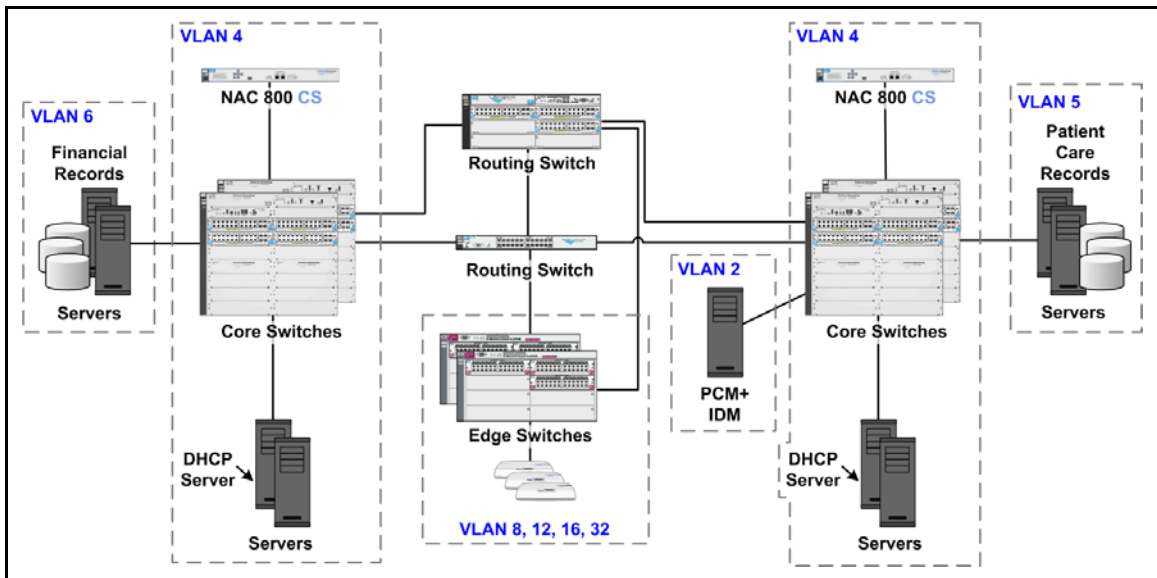 VLAN 4
NAC 800 CS
VLAN 6
Financial
Records
Servers
Core Switches
DHCP
Server
Servers
Routing Switch
Routing Switch
Edge Switches
VLAN 8, 12, 16, 32
VLAN 2
PCM+
IDM
VLAN 4
NAC 800 CS
Core Switches
DHCP
Server
Servers
VLAN 5
Patient
Care
Records
Servers